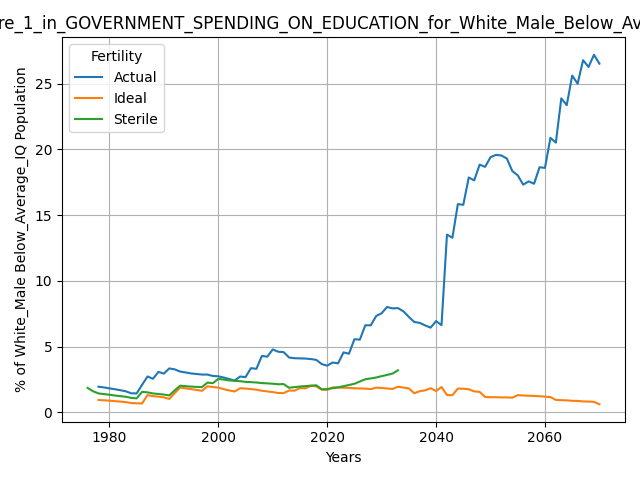 re_1_in_GOVERNMENT_SPENDING_ON_EDUCATION_for_White_Male_Below_Av
Fertility
Actual
Ideal
Sterile
% of White_Male Below_Average_IQ Population
25
20
15
10
5
0
1980 2000 2020 2040 2060
Years